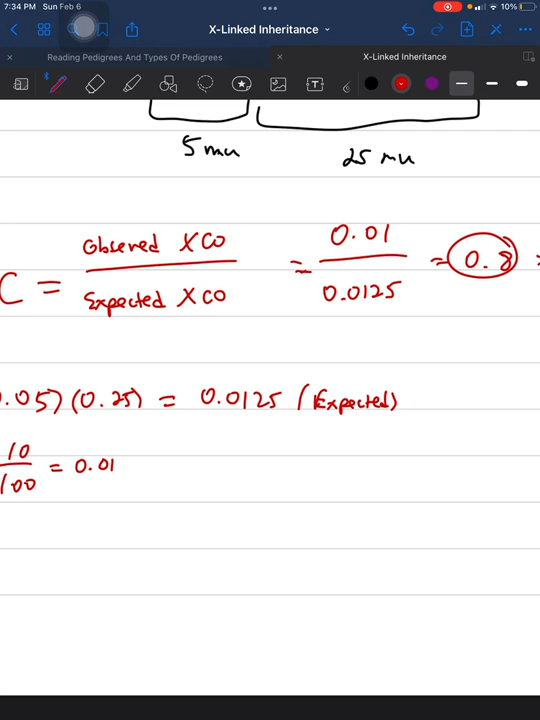 7:34 PM Sun Feb 6
10%
X-Linked Inheritance
Reading Pedigrees And Types Of Pedigrees
X-Linked Inheritance
5 mu
25 mu
C = Observed XCO / Expected XCO = 0.01 / 0.0125 = 0.8 =
.05) (0.25) = 0.0125 (Expected)
10 / 100 = 0.01